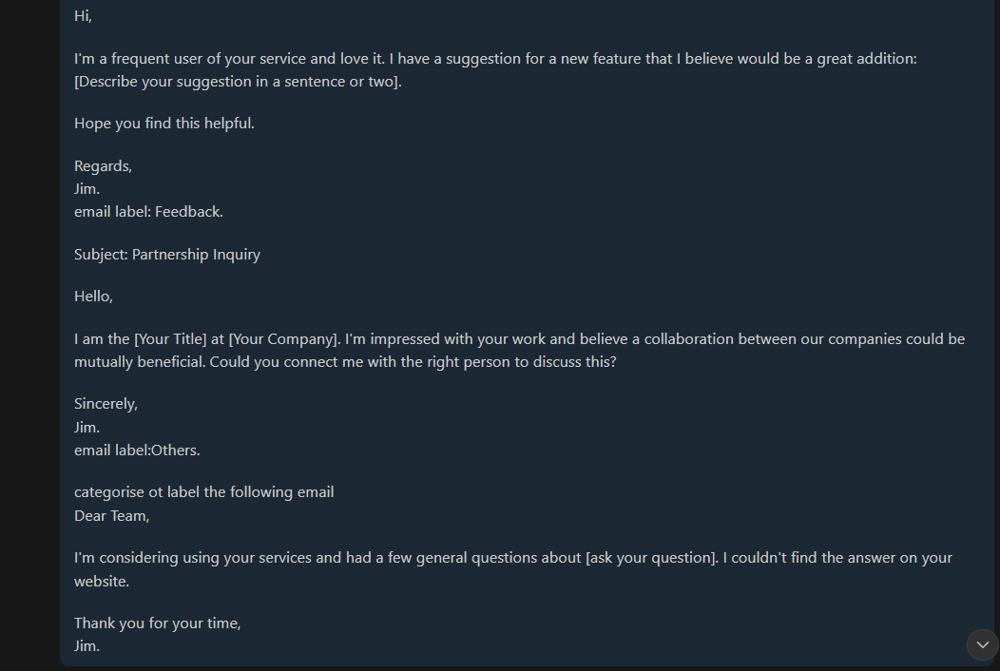 Hi,
I'm a frequent user of your service and love it. I have a suggestion for a new feature that I believe would be a great addition:
[Describe your suggestion in a sentence or two].
Hope you find this helpful.
Regards,
Jim.
email label: Feedback.
Subject: Partnership Inquiry
Hello,
I am the [Your Title] at [Your Company]. I'm impressed with your work and believe a collaboration between our companies could be
mutually beneficial. Could you connect me with the right person to discuss this?
Sincerely,
Jim.
email label:Others.
categorise ot label the following email
Dear Team,
I'm considering using your services and had a few general questions about [ask your question]. I couldn't find the answer on your
website.
Thank you for your time,
Jim.